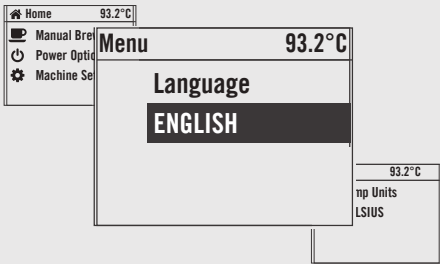 Home 93.2°C
Manual Bre
Power Optio
Machine Se
Menu 93.2°C
Language
ENGLISH
93.2°C
mp Units
LSIUS